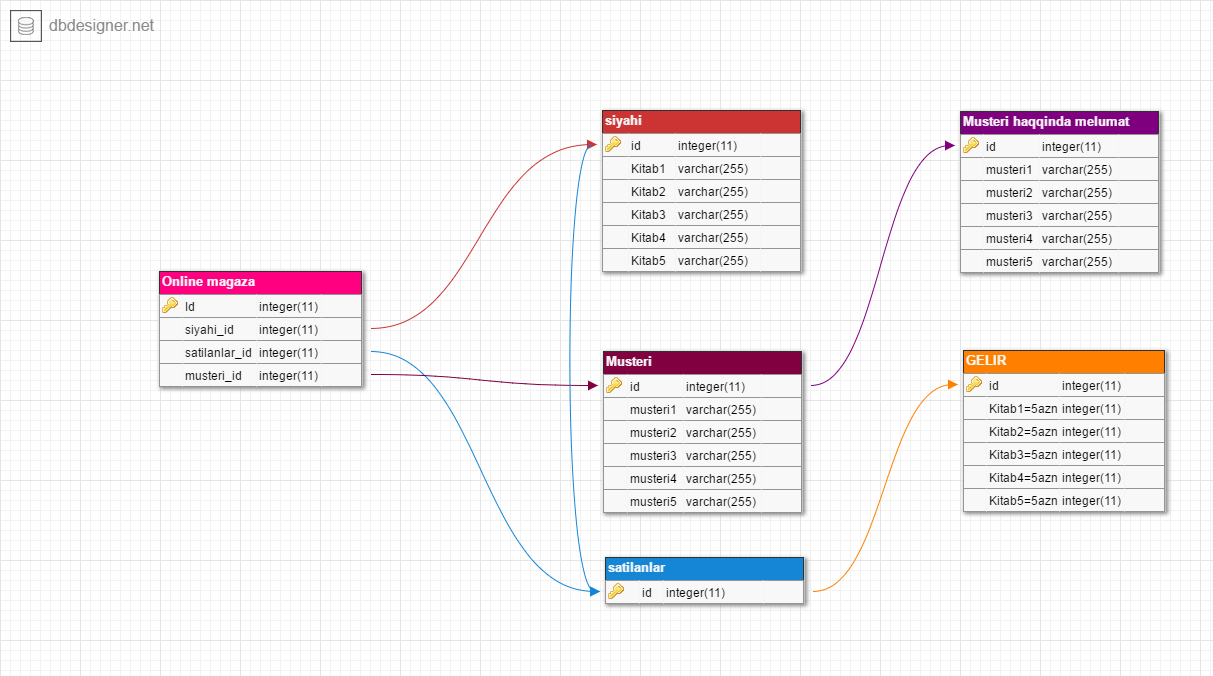 dbdesigner.net
siyahi
id integer(11)
Kitab1 varchar(255)
Kitab2 varchar(255)
Kitab3 varchar(255)
Kitab4 varchar(255)
Kitab5 varchar(255)
Musteri haqqinda melumat
id integer(11)
musteri1 varchar(255)
musteri2 varchar(255)
musteri3 varchar(255)
musteri4 varchar(255)
musteri5 varchar(255)
Online magaza
Id integer(11)
siyahi_id integer(11)
satilanlar_id integer(11)
musteri_id integer(11)
Musteri
id integer(11)
musteri1 varchar(255)
musteri2 varchar(255)
musteri3 varchar(255)
musteri4 varchar(255)
musteri5 varchar(255)
GELIR
id integer(11)
Kitab1=5azn integer(11)
Kitab2=5azn integer(11)
Kitab3=5azn integer(11)
Kitab4=5azn integer(11)
Kitab5=5azn integer(11)
satilanlar
id integer(11)